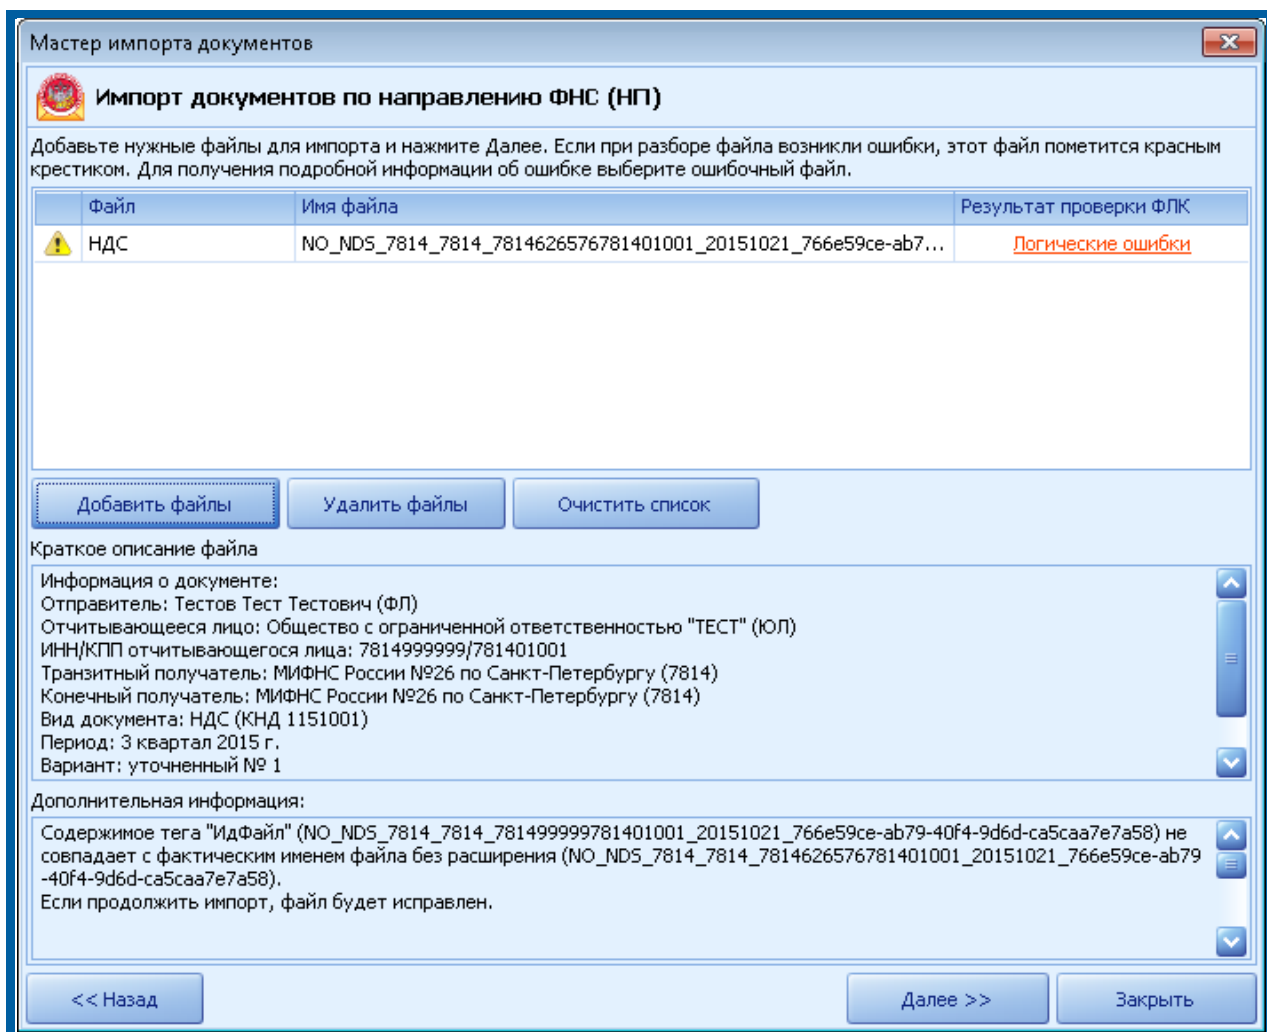 Мастер импорта документов
Импорт документов по направлению ФНС (НП)
Добавьте нужные файлы для импорта и нажмите Далее. Если при разборе файла возникли ошибки, этот файл пометится красным
крестиком. Для получения подробной информации об ошибке выберите ошибочный файл.
Файл Имя файла Результат проверки ФЛК
НДС NO_NDS_7814_7814_7814626576781401001_20151021_766e59ce-ab7... Логические ошибки
Добавить файлы Удалить файлы Очистить список
Краткое описание файла
Информация о документе:
Отправитель: Тестов Тест Тестович (ФЛ)
Отчитывающееся лицо: Общество с ограниченной ответственностью "ТЕСТ" (ЮЛ)
ИНН/КПП отчитывающегося лица: 7814999999/781401001
Транзитный получатель: МИФНС России №26 по Санкт-Петербургу (7814)
Конечный получатель: МИФНС России №26 по Санкт-Петербургу (7814)
Вид документа: НДС (КНД 1151001)
Период: 3 квартал 2015 г.
Вариант: уточненный № 1
Дополнительная информация:
Содержимое тега "ИдФайл" (NO_NDS_7814_7814_781499999781401001_20151021_766e59ce-ab79-40f4-9d6d-ca5caa7e7a58) не
совпадает с фактическим именем файла без расширения (NO_NDS_7814_7814_7814626576781401001_20151021_766e59ce-ab79
-40f4-9d6d-ca5caa7e7a58).
Если продолжить импорт, файл будет исправлен.
<< Назад Далее >> Закрыть